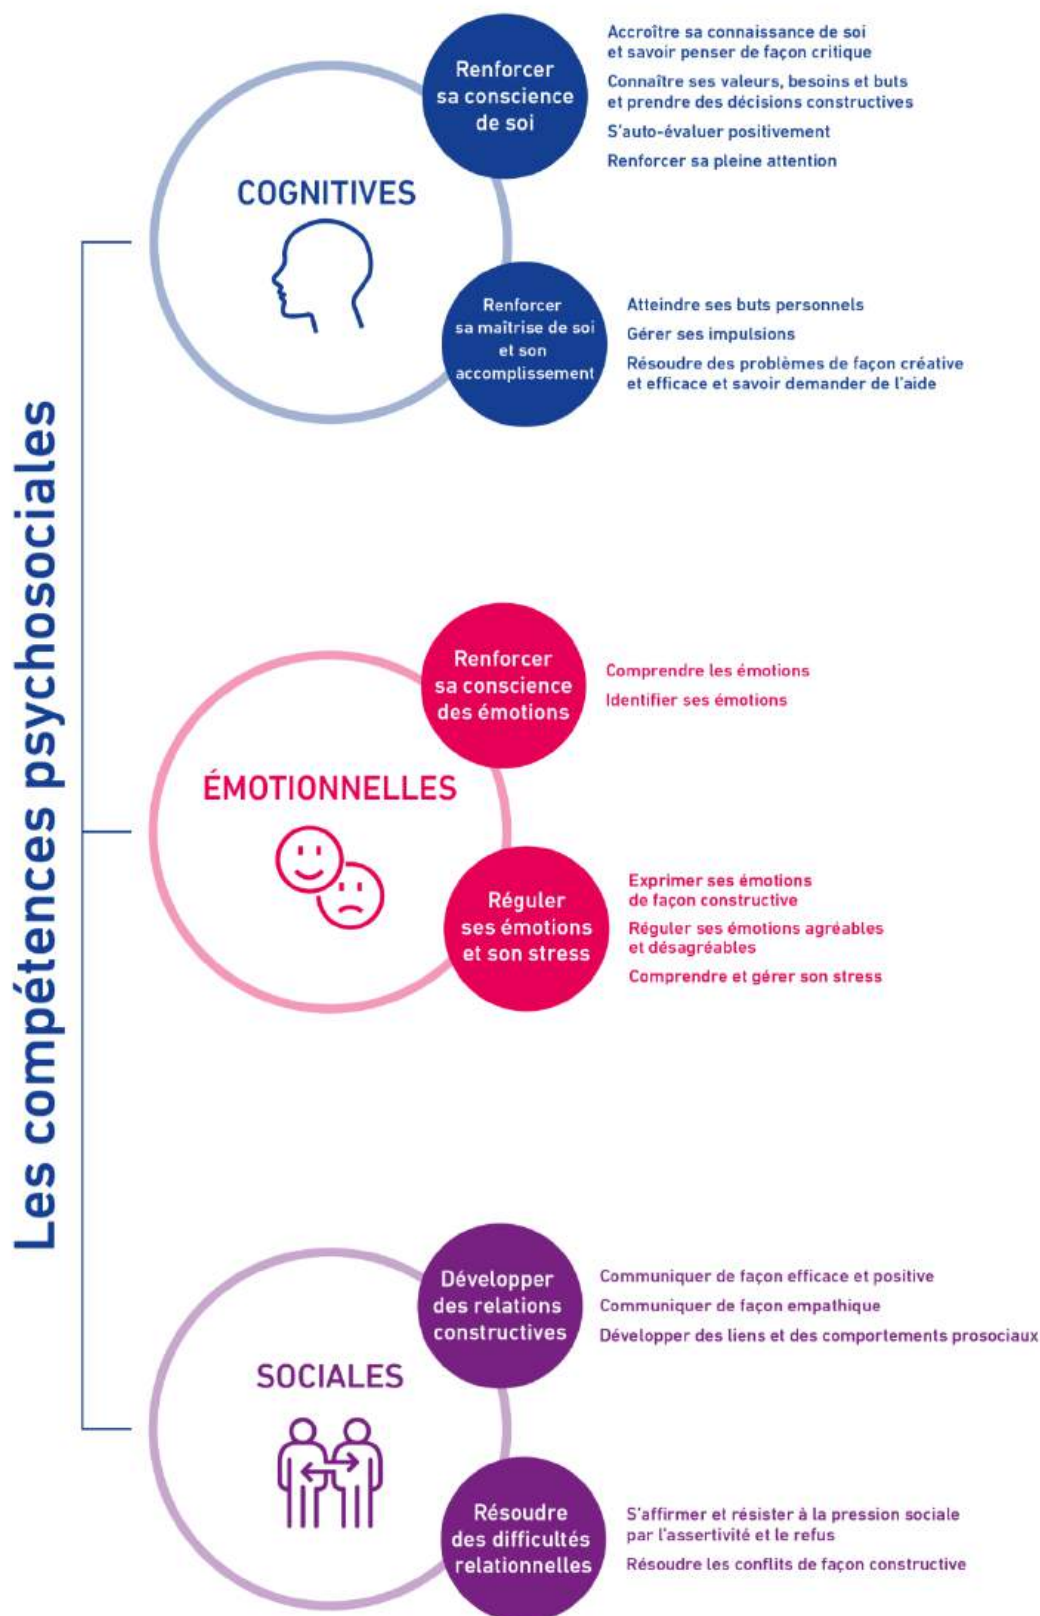 Les compétences psychosociales
COGNITIVES
Renforcer
sa conscience
de soi
Accroître sa connaissance de soi
et savoir penser de façon critique
Connaître ses valeurs, besoins et buts
et prendre des décisions constructives
S'auto-évaluer positivement
Renforcer sa pleine attention
Renforcer
sa maîtrise de soi
et son
accomplissement
Atteindre ses buts personnels
Gérer ses impulsions
Résoudre des problèmes de façon créative
et efficace et savoir demander de l'aide
ÉMOTIONNELLES
Renforcer
sa conscience
des émotions
Comprendre les émotions
Identifier ses émotions
Réguler
ses émotions
et son stress
Exprimer ses émotions
de façon constructive
Réguler ses émotions agréables
et désagréables
Comprendre et gérer son stress
SOCIALES
Développer
des relations
constructives
Communiquer de façon efficace et positive
Communiquer de façon empathique
Développer des liens et des comportements prosociaux
Résoudre
des difficultés
relationnelles
S'affirmer et résister à la pression sociale
par l'assertivité et le refus
Résoudre les conflits de façon constructive